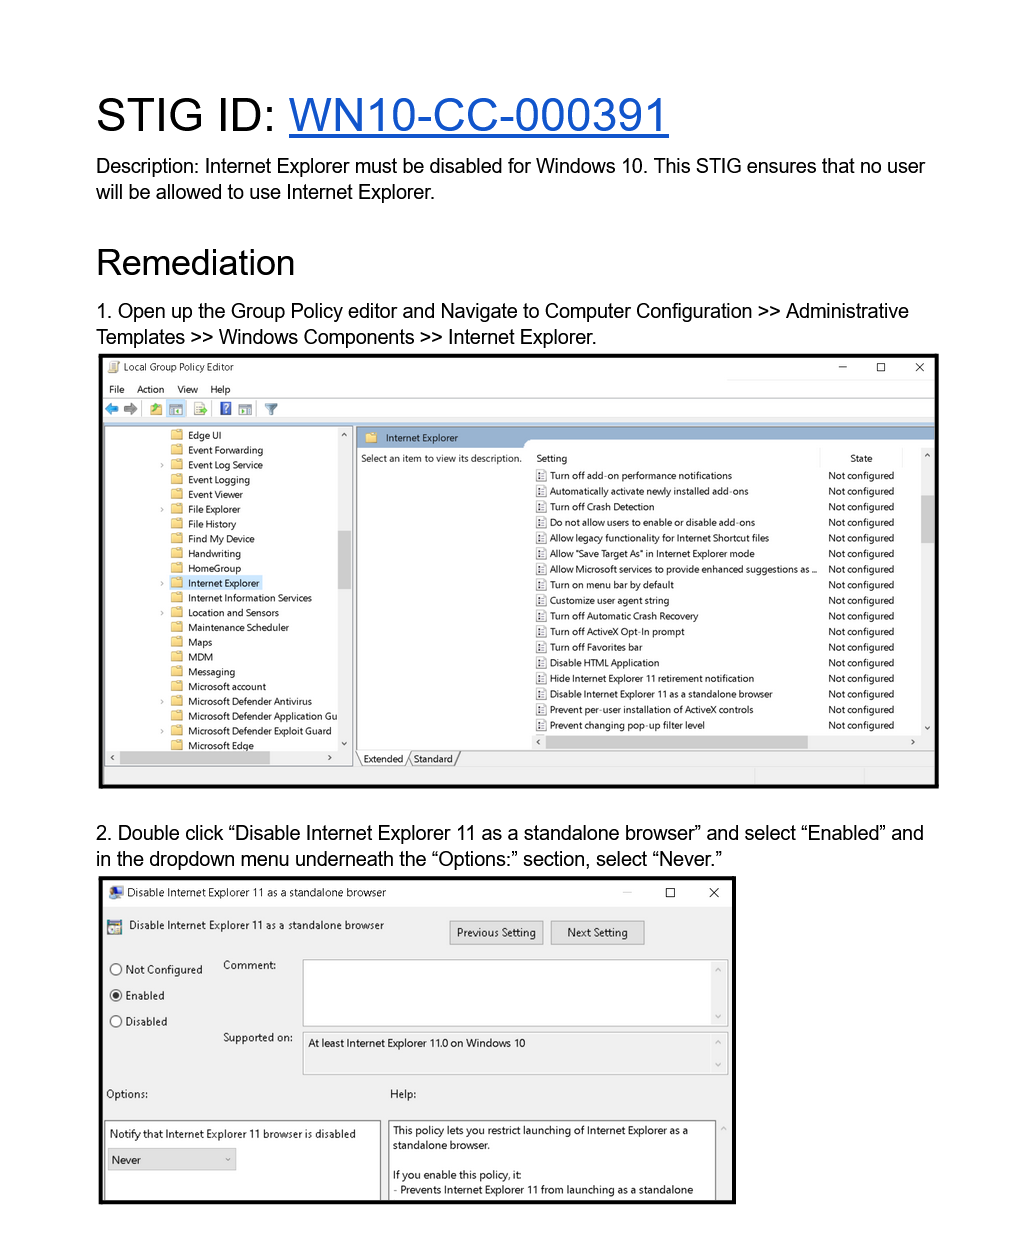 STIG ID: WN10-CC-000391
Description: Internet Explorer must be disabled for Windows 10. This STIG ensures that no user
will be allowed to use Internet Explorer.
Remediation
1. Open up the Group Policy editor and Navigate to Computer Configuration >> Administrative
Templates >> Windows Components >> Internet Explorer.
Local Group Policy Editor
File Action View Help
Edge UI
Event Forwarding
Event Log Service
Event Logging
Event Viewer
File Explorer
File History
Find My Device
Handwriting
HomeGroup
Internet Explorer
Internet Information Services
Location and Sensors
Maintenance Scheduler
Maps
MDM
Messaging
Microsoft account
Microsoft Defender Antivirus
Microsoft Defender Application Gu
Microsoft Defender Exploit Guard
Microsoft Edge
Internet Explorer
Select an item to view its description.
Setting State
Turn off add-on performance notifications Not configured
Automatically activate newly installed add-ons Not configured
Turn off Crash Detection Not configured
Do not allow users to enable or disable add-ons Not configured
Allow legacy functionality for Internet Shortcut files Not configured
Allow "Save Target As" in Internet Explorer mode Not configured
Allow Microsoft services to provide enhanced suggestions as ... Not configured
Turn on menu bar by default Not configured
Customize user agent string Not configured
Turn off Automatic Crash Recovery Not configured
Turn off ActiveX Opt-In prompt Not configured
Turn off Favorites bar Not configured
Disable HTML Application Not configured
Hide Internet Explorer 11 retirement notification Not configured
Disable Internet Explorer 11 as a standalone browser Not configured
Prevent per-user installation of ActiveX controls Not configured
Prevent changing pop-up filter level Not configured
Extended Standard
2. Double click “Disable Internet Explorer 11 as a standalone browser” and select “Enabled” and
in the dropdown menu underneath the “Options:” section, select “Never.”
Disable Internet Explorer 11 as a standalone browser
Disable Internet Explorer 11 as a standalone browser
Previous Setting Next Setting
Not Configured
Enabled
Disabled
Comment:
Supported on:
At least Internet Explorer 11.0 on Windows 10
Options:
Help:
Notify that Internet Explorer 11 browser is disabled
Never
This policy lets you restrict launching of Internet Explorer as a
standalone browser.
If you enable this policy, it:
- Prevents Internet Explorer 11 from launching as a standalone